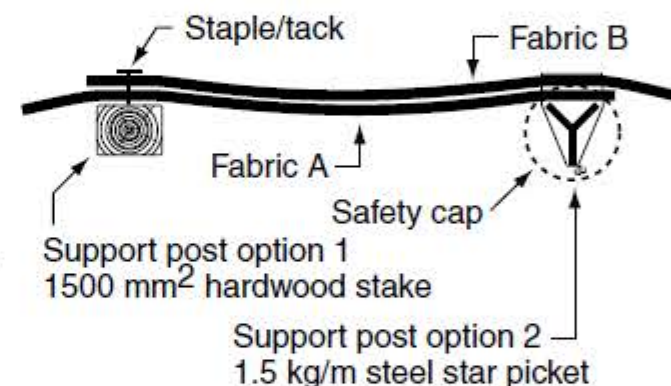 Staple/tack
Fabric B
Fabric A
Safety cap
Support post option 1
1500 mm2 hardwood stake
Support post option 2
1.5 kg/m steel star picket